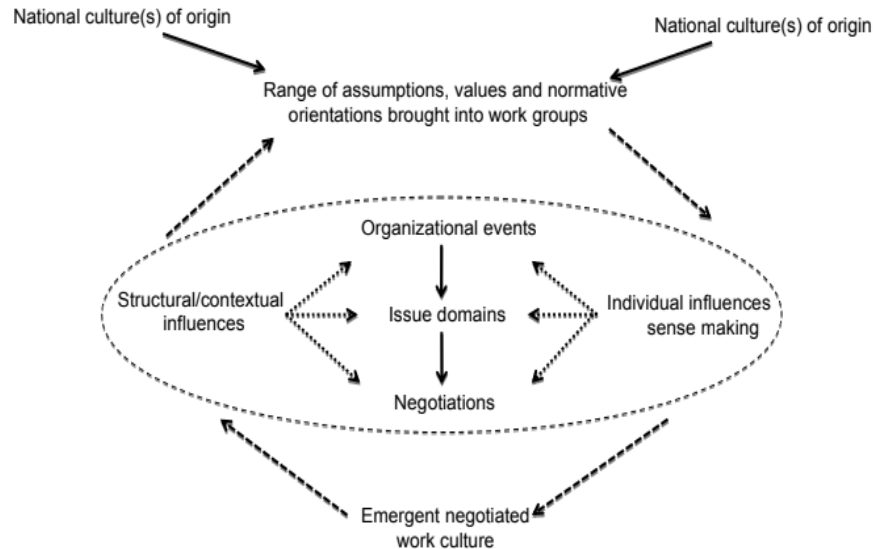 National culture(s) of origin
National culture(s) of origin
Range of assumptions, values and normative
orientations brought into work groups
Organizational events
Structural/contextual
influences
Issue domains
Individual influences
sense making
Negotiations
Emergent negotiated
work culture